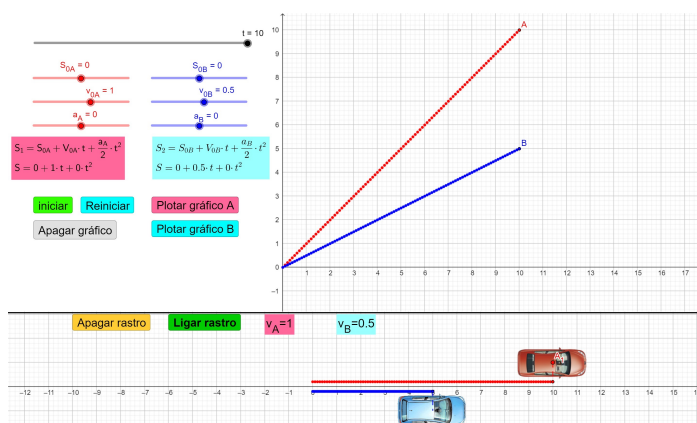 t = 10
S0A = 0
S0B = 0
v0A = 1
v0B = 0.5
aA = 0
aB = 0
S1 = S0A + V0A · t + aA/2 · t²
S = 0 + 1 · t + 0 · t²
S2 = S0B + V0B · t + aB/2 · t²
S = 0 + 0.5 · t + 0 · t²
iniciar
Reiniciar
Plotar gráfico A
Apagar gráfico
Plotar gráfico B
10
9
8
7
6
5
4
3
2
1
0
−1
A
B
1 2 3 4 5 6 7 8 9 10 11 12 13 14 15 16 17
Apagar rastro
Ligar rastro
vA=1
vB=0.5
A
−12 −11 −10 −9 −8 −7 −6 −5 −4 −3 −2 −1 0 1 2 3 4 5 6 7 8 9 10 11 12 13 14 15